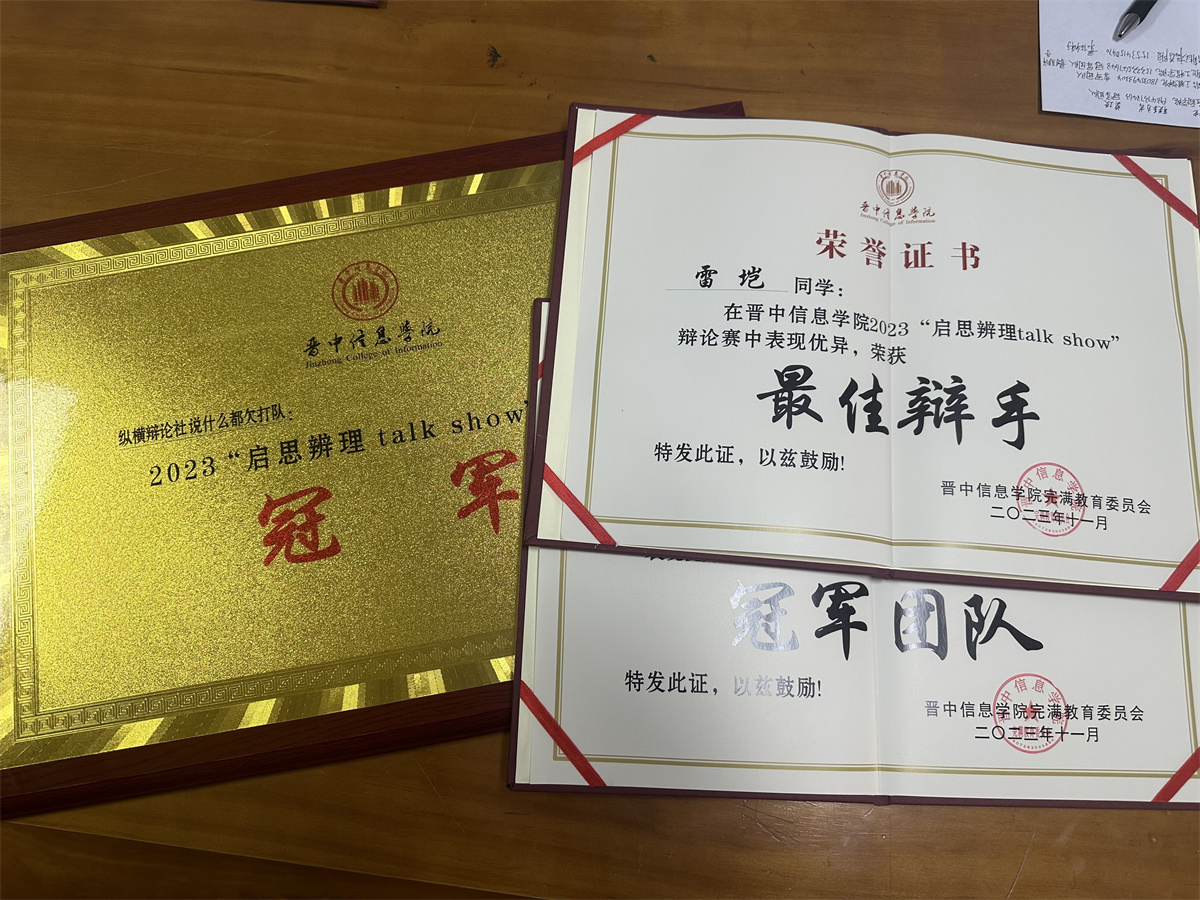 晋中信息学院
Jinzhong College of Information
纵横辩论社说什么都欠打队：
2023“启思辨理 talk show”
冠 军
晋中信息学院
Jinzhong College of Information
荣誉证书
雷垲 同学：
在晋中信息学院2023“启思辨理talk show”
辩论赛中表现优异，荣获
最佳辩手
特发此证，以兹鼓励!
晋中信息学院完满教育委员会
二〇二三年十一月
冠军团队
特发此证，以兹鼓励!
晋中信息学院完满教育委员会
二〇二三年十一月